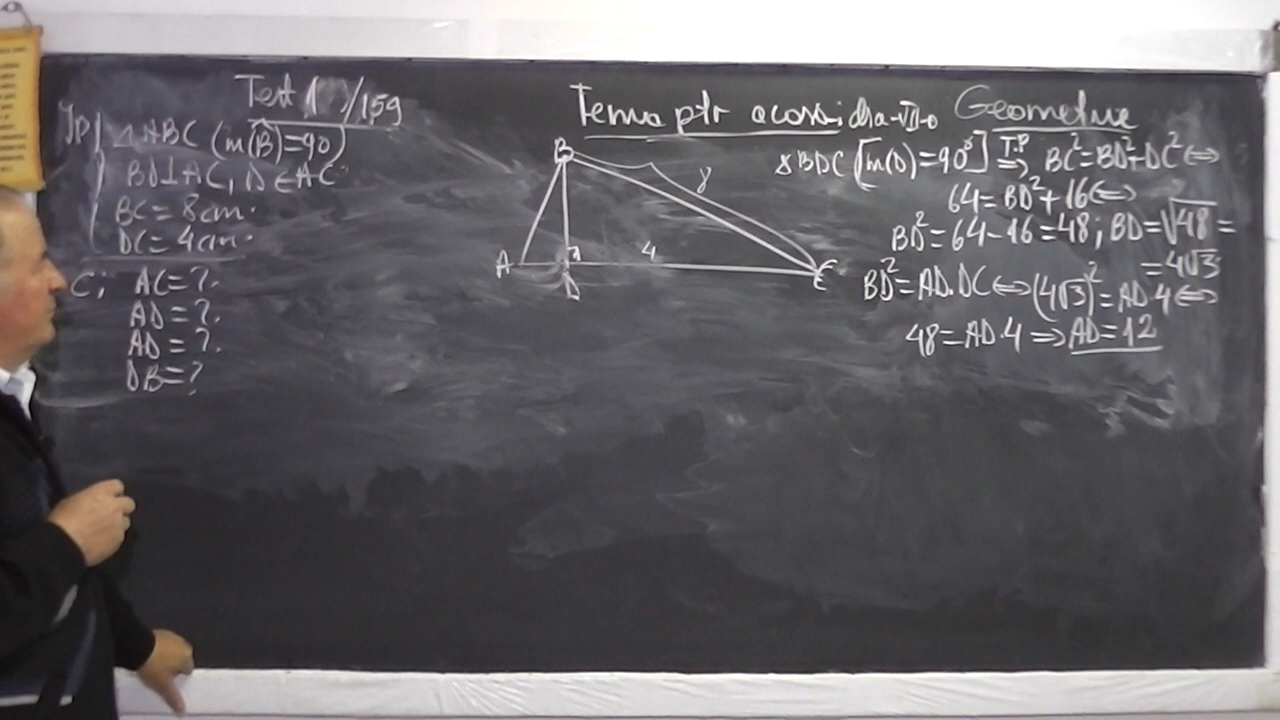 Test 1 /159
Ip | △ABC (m(B̂)=90)
BD⊥AC, D∈AC
BC = 8cm.
DC = 4cm.
C: AC=?.
AD=?.
AD=?.
DB=?
Tema ptr acasă Geometrie
B
8
A
4
C
D
△BDC [m(D)=90°] T.P ⇒ BC²=BD²+DC² ⇔
64=BD²+16 ⇔
BD²=64-16=48; BD=√48=
=4√3
BD²=AD.DC ⇔ (4√3)²=AD.4 ⇔
48=AD.4 ⇒ AD=12